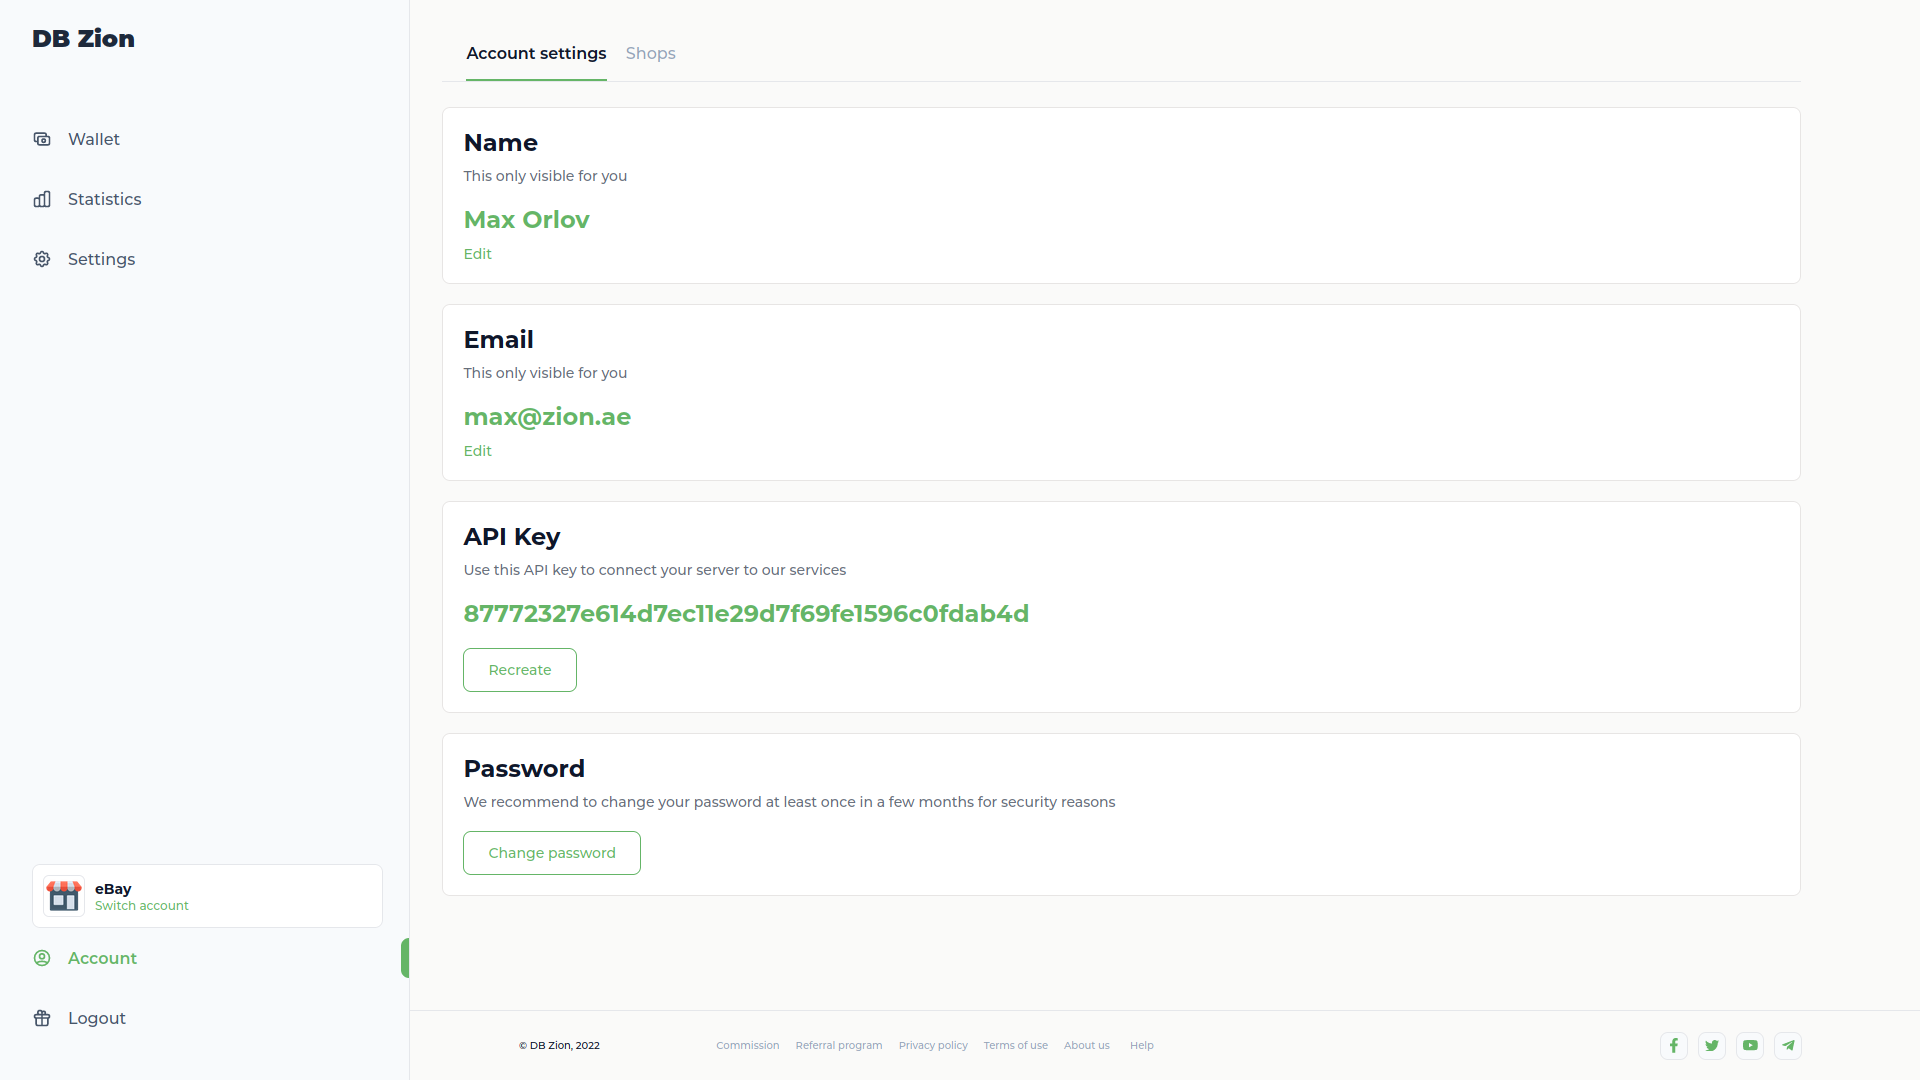 DB Zion
Wallet
Statistics
Settings
eBay
Switch account
Account
Logout
Account settings Shops
Name
This only visible for you
Max Orlov
Edit
Email
This only visible for you
max@zion.ae
Edit
API Key
Use this API key to connect your server to our services
87772327e614d7ec11e29d7f69fe1596c0fdab4d
Recreate
Password
We recommend to change your password at least once in a few months for security reasons
Change password
© DB Zion, 2022 Commission Referral program Privacy policy Terms of use About us Help